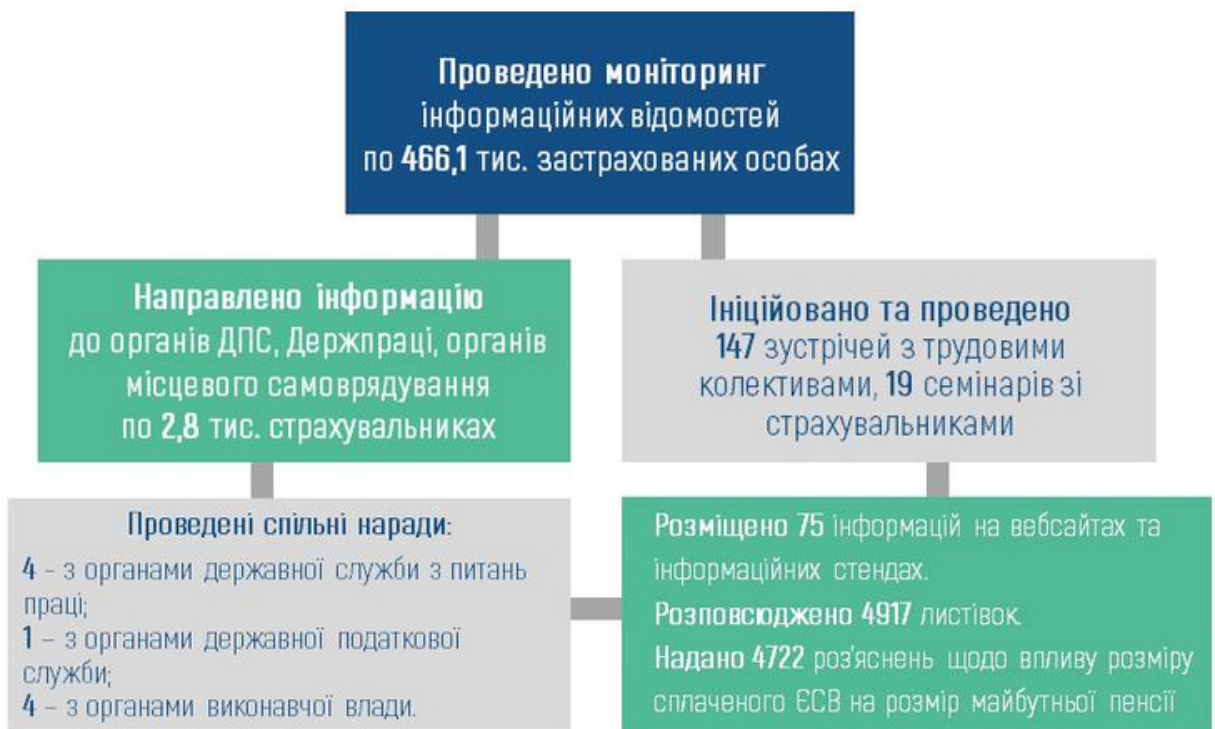 Проведено моніторинг
інформаційних відомостей
по 466,1 тис. застрахованих особах
Направлено інформацію
до органів ДПС, Держпраці, органів
місцевого самоврядування
по 2,8 тис. страхувальниках
Ініційовано та проведено
147 зустрічей з трудовими
колективами, 19 семінарів зі
страхувальниками
Проведені спільні наради:
4 – з органами державної служби з питань
праці;
1 – з органами державної податкової
служби;
4 – з органами виконавчої влади.
Розміщено 75 інформацій на вебсайтах та
інформаційних стендах.
Розповсюджено 4917 листівок.
Надано 4722 роз'яснень щодо впливу розміру
сплаченого ЄСВ на розмір майбутньої пенсії